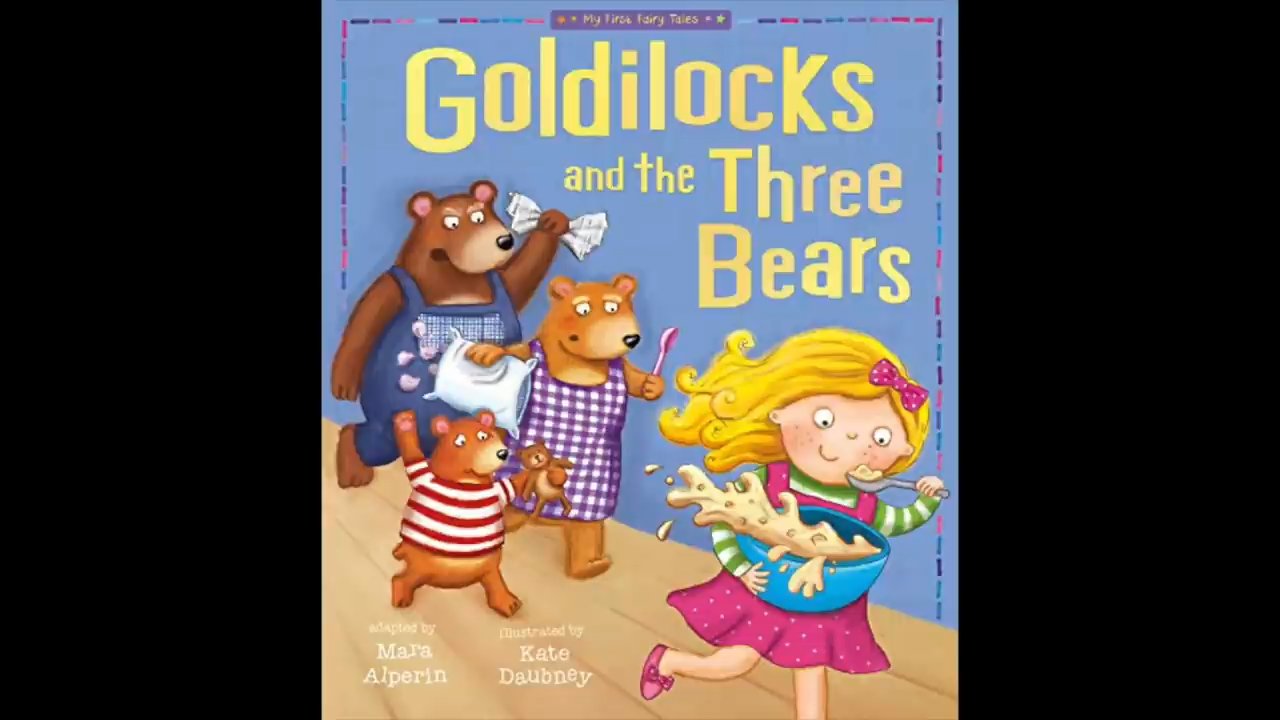 My First Fairy Tales
Goldilocks
and the Three
Bears
adapted by
Mara
Alperin
illustrated by
Kate
Daubney